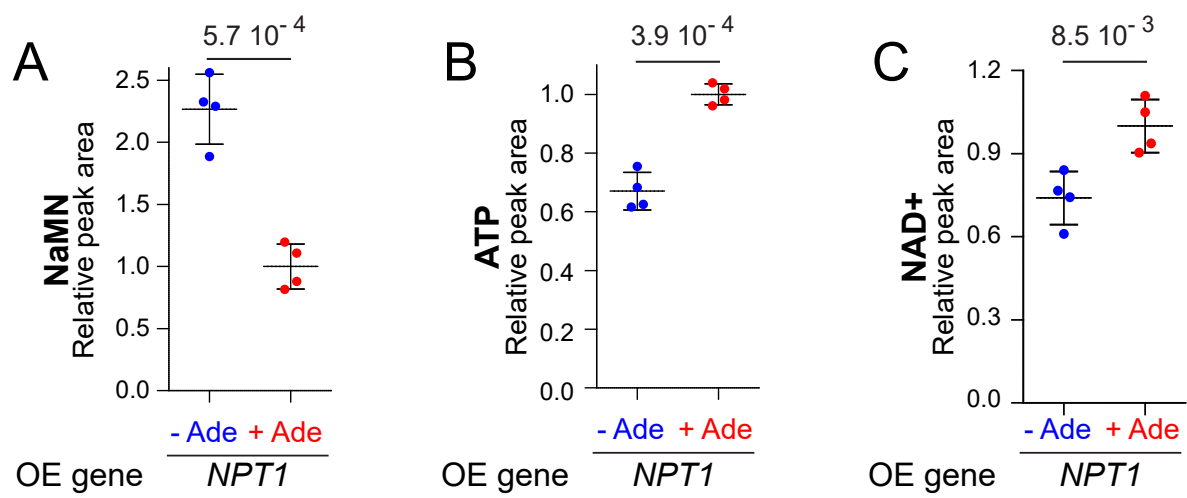 A
5.7 10⁻ ⁴
NaMN
Relative peak area
2.5
2.0
1.5
1.0
0.5
0.0
- Ade + Ade
OE gene NPT1
B
3.9 10⁻ ⁴
ATP
Relative peak area
1.0
0.8
0.6
0.4
0.2
0.0
- Ade + Ade
OE gene NPT1
C
8.5 10⁻ ³
NAD+
Relative peak area
1.2
0.9
0.6
0.3
0.0
- Ade + Ade
OE gene NPT1